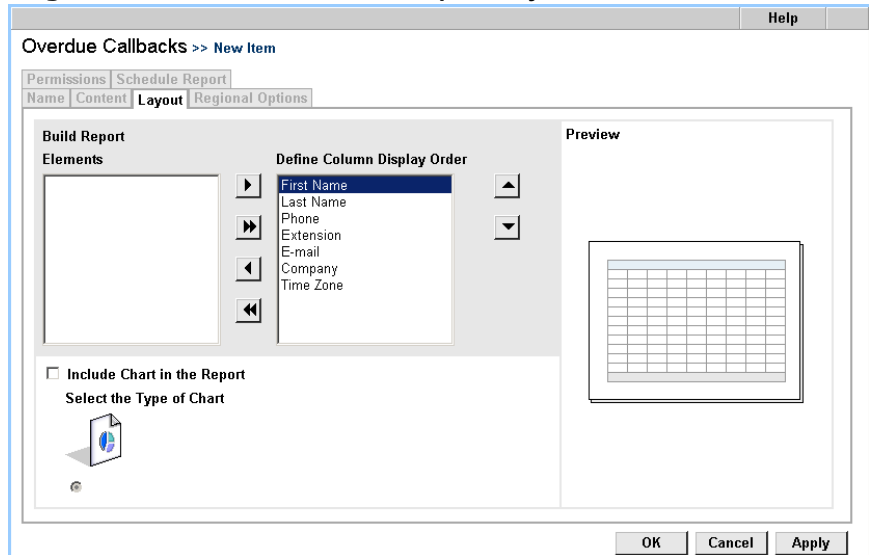 Help
Overdue Callbacks >> New Item
Permissions Schedule Report
Name Content Layout Regional Options
Build Report
Elements
Define Column Display Order
First Name
Last Name
Phone
Extension
E-mail
Company
Time Zone
Preview
Include Chart in the Report
Select the Type of Chart
OK Cancel Apply